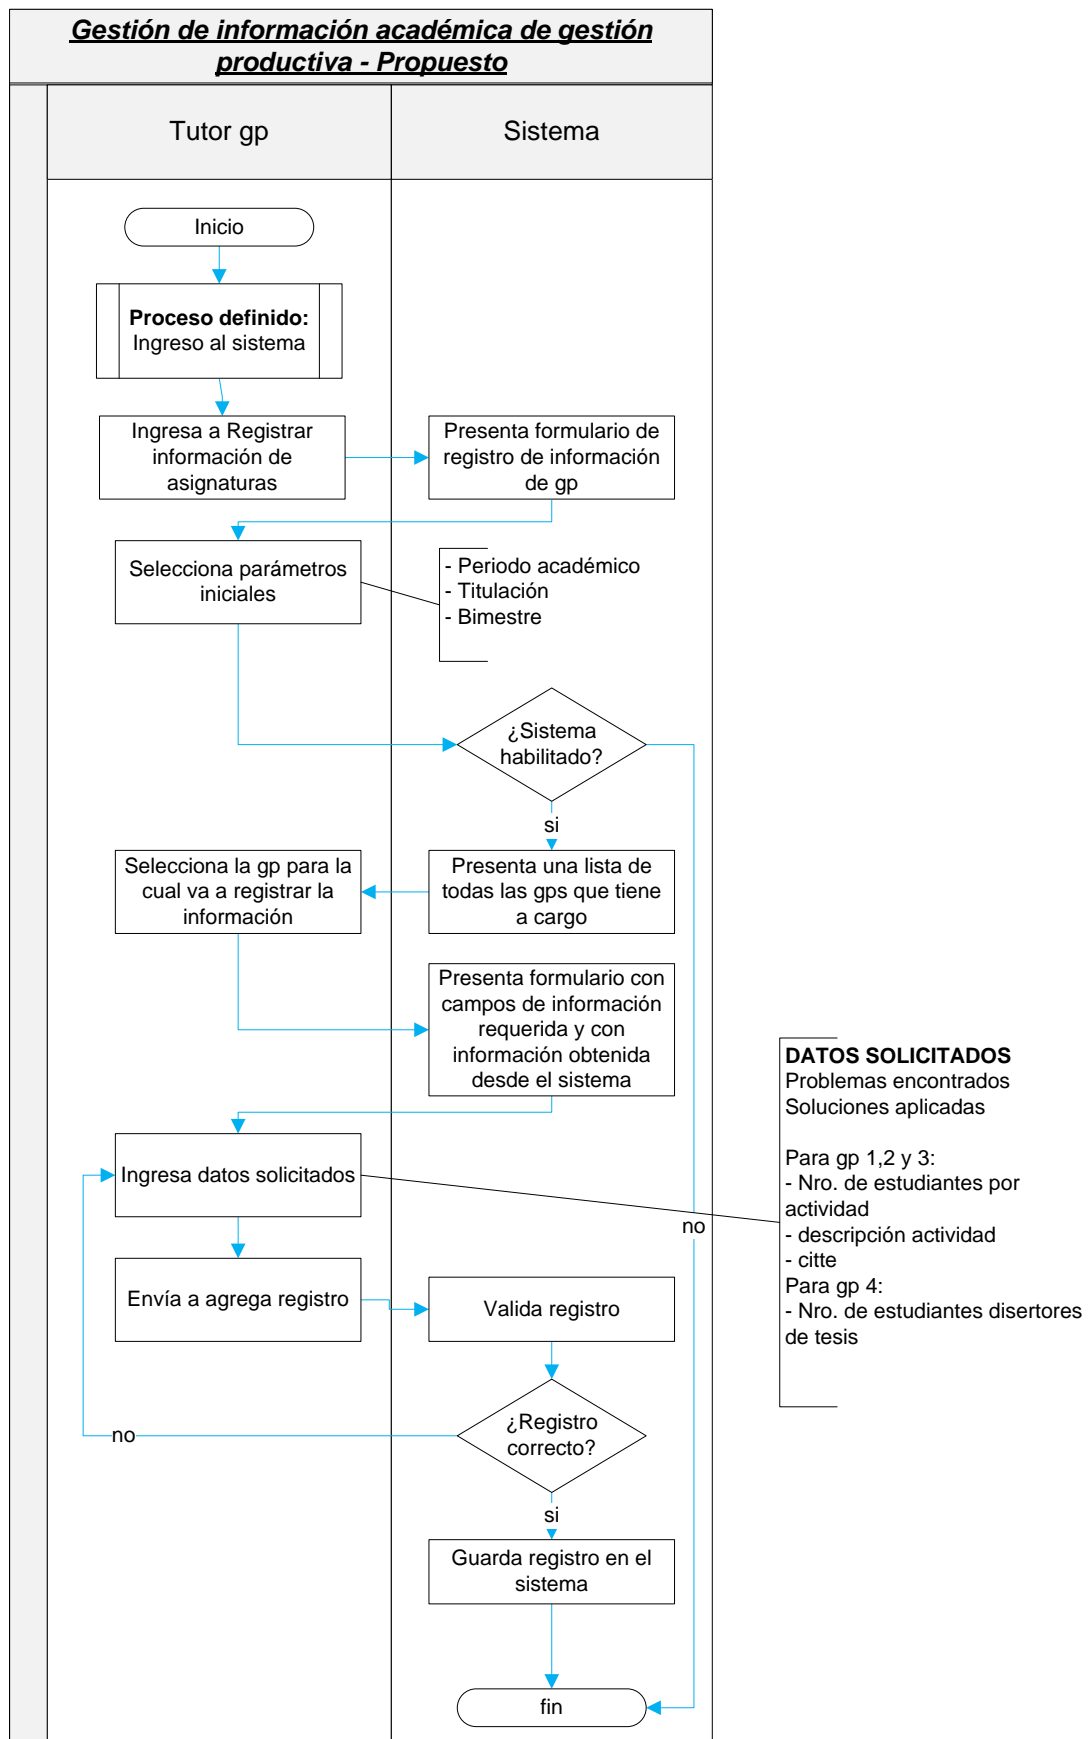 Gestión de información académica de gestión
productiva - Propuesto
Tutor gp
Sistema
Inicio
Proceso definido:
Ingreso al sistema
Ingresa a Registrar
información de
asignaturas
Presenta formulario de
registro de información
de gp
Selecciona parámetros
iniciales
- Periodo académico
- Titulación
- Bimestre
¿Sistema
habilitado?
si
Selecciona la gp para la
cual va a registrar la
información
Presenta una lista de
todas las gps que tiene
a cargo
Presenta formulario con
campos de información
requerida y con
información obtenida
desde el sistema
DATOS SOLICITADOS
Problemas encontrados
Soluciones aplicadas
Para gp 1,2 y 3:
- Nro. de estudiantes por
actividad
- descripción actividad
- citte
Para gp 4:
- Nro. de estudiantes disertores
de tesis
Ingresa datos solicitados
no
Envía a agrega registro
Valida registro
¿Registro
correcto?
no
si
Guarda registro en el
sistema
fin